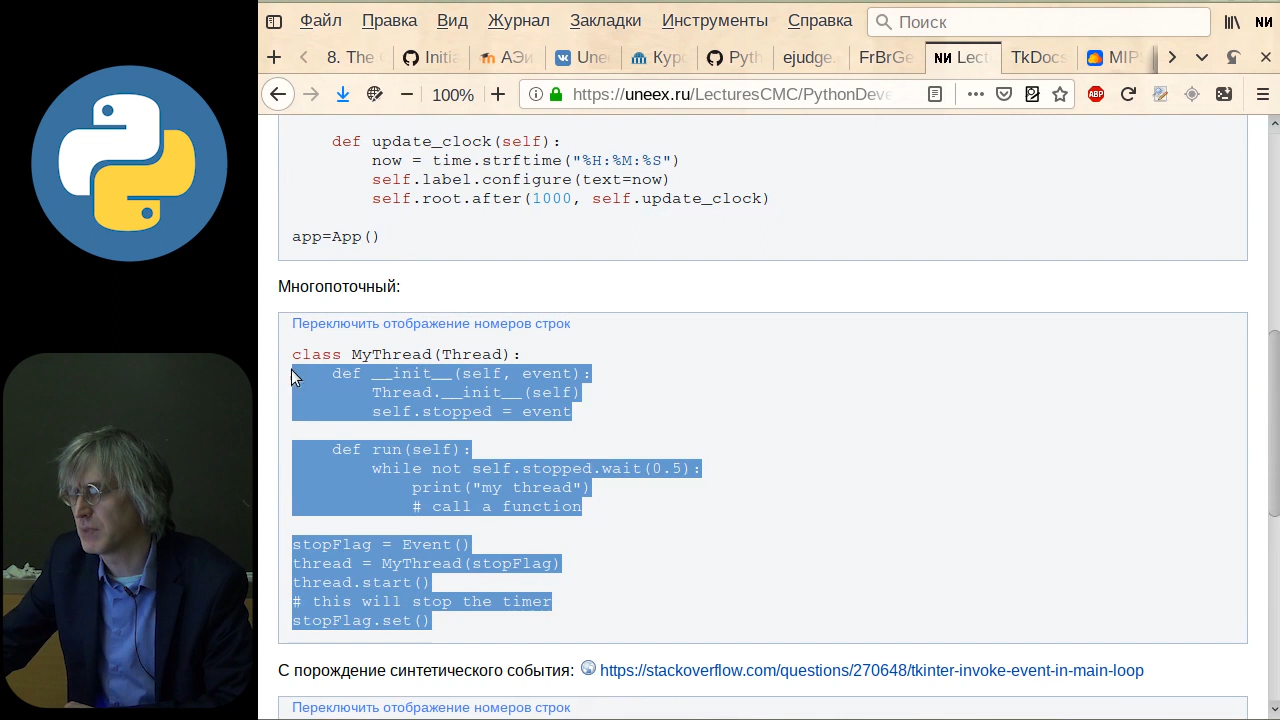 Файл Правка Вид Журнал Закладки Инструменты Справка Поиск
8. The Initia АЭи Unee Курс Pyth ejudge. FrBrGe Lect TkDocs MIP
100% https://uneex.ru/LecturesCMC/PythonDeve ABP
def update_clock(self):
now = time.strftime("%H:%M:%S")
self.label.configure(text=now)
self.root.after(1000, self.update_clock)
app=App()
Многопоточный:
Переключить отображение номеров строк
class MyThread(Thread):
def __init__(self, event):
Thread.__init__(self)
self.stopped = event
def run(self):
while not self.stopped.wait(0.5):
print("my thread")
# call a function
stopFlag = Event()
thread = MyThread(stopFlag)
thread.start()
# this will stop the timer
stopFlag.set()
С порождение синтетического события: https://stackoverflow.com/questions/270648/tkinter-invoke-event-in-main-loop
Переключить отображение номеров строк